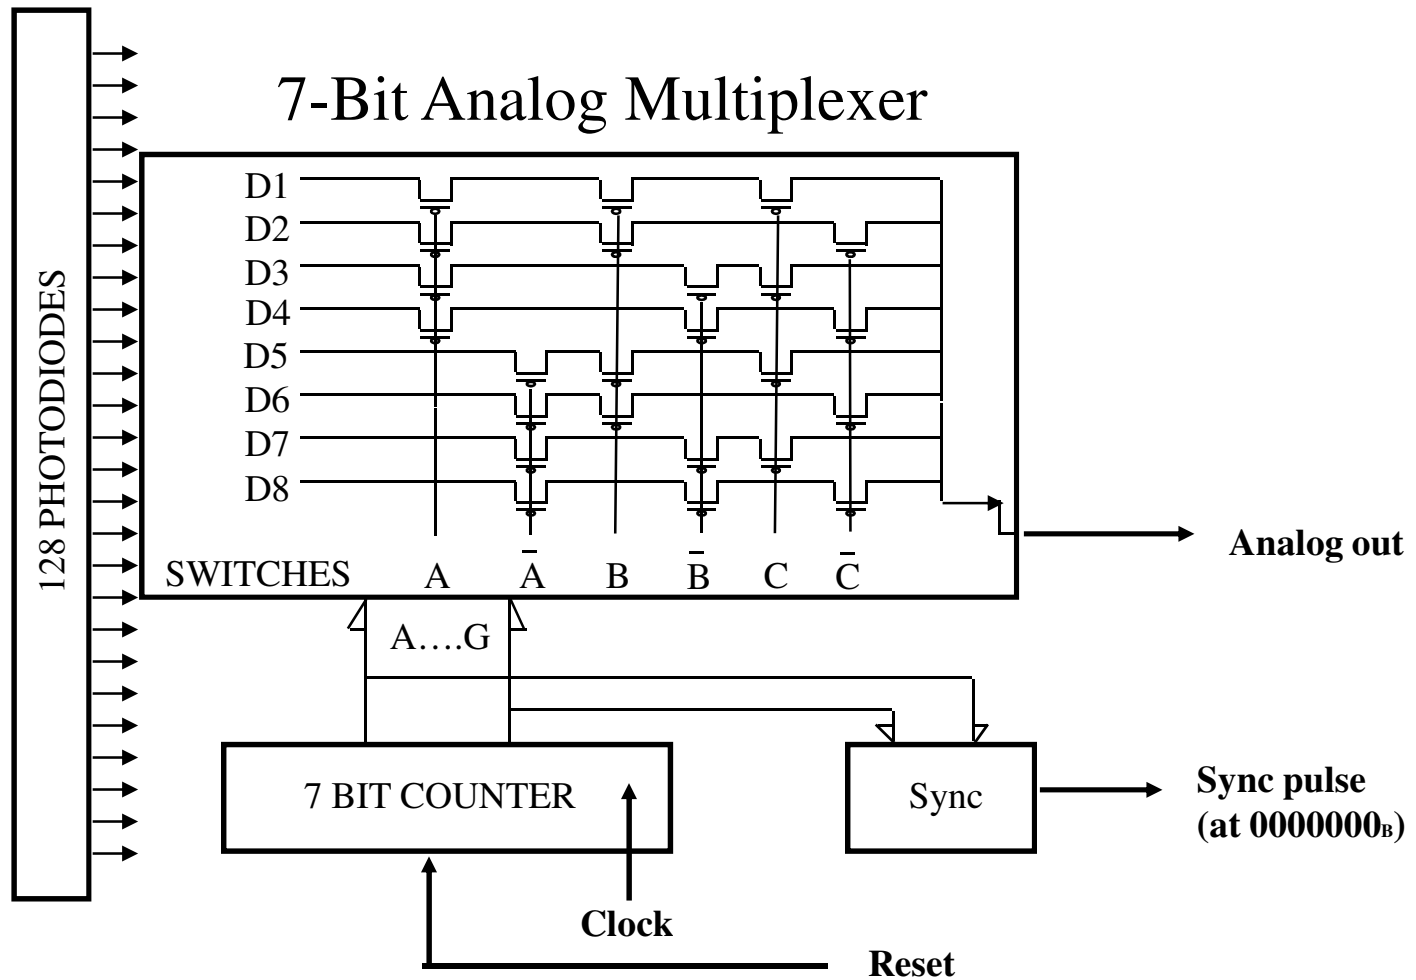 7-Bit Analog Multiplexer
128 PHOTODIODES
D1
D2
D3
D4
D5
D6
D7
D8
SWITCHES A A̅ B B̅ C C̅
Analog out
A….G
7 BIT COUNTER
Sync
Sync pulse
(at 0000000B)
Clock
Reset